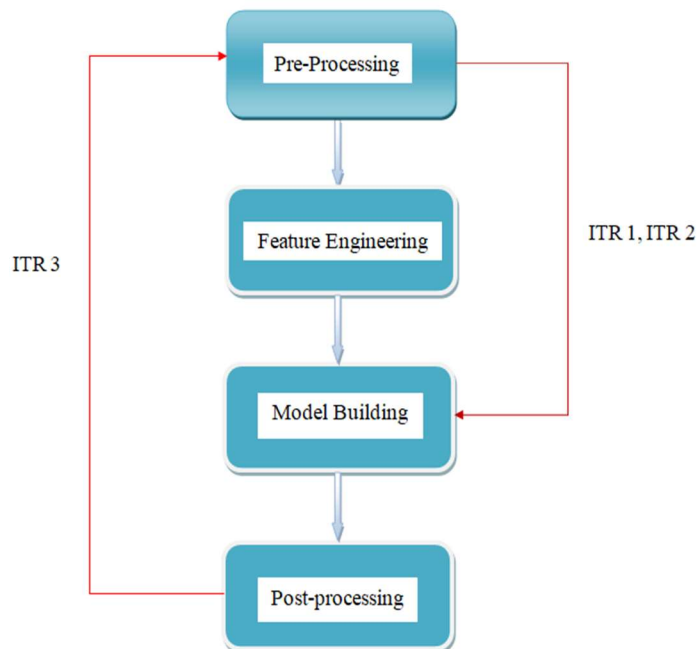 Pre-Processing
Feature Engineering
ITR 3
ITR 1, ITR 2
Model Building
Post-processing